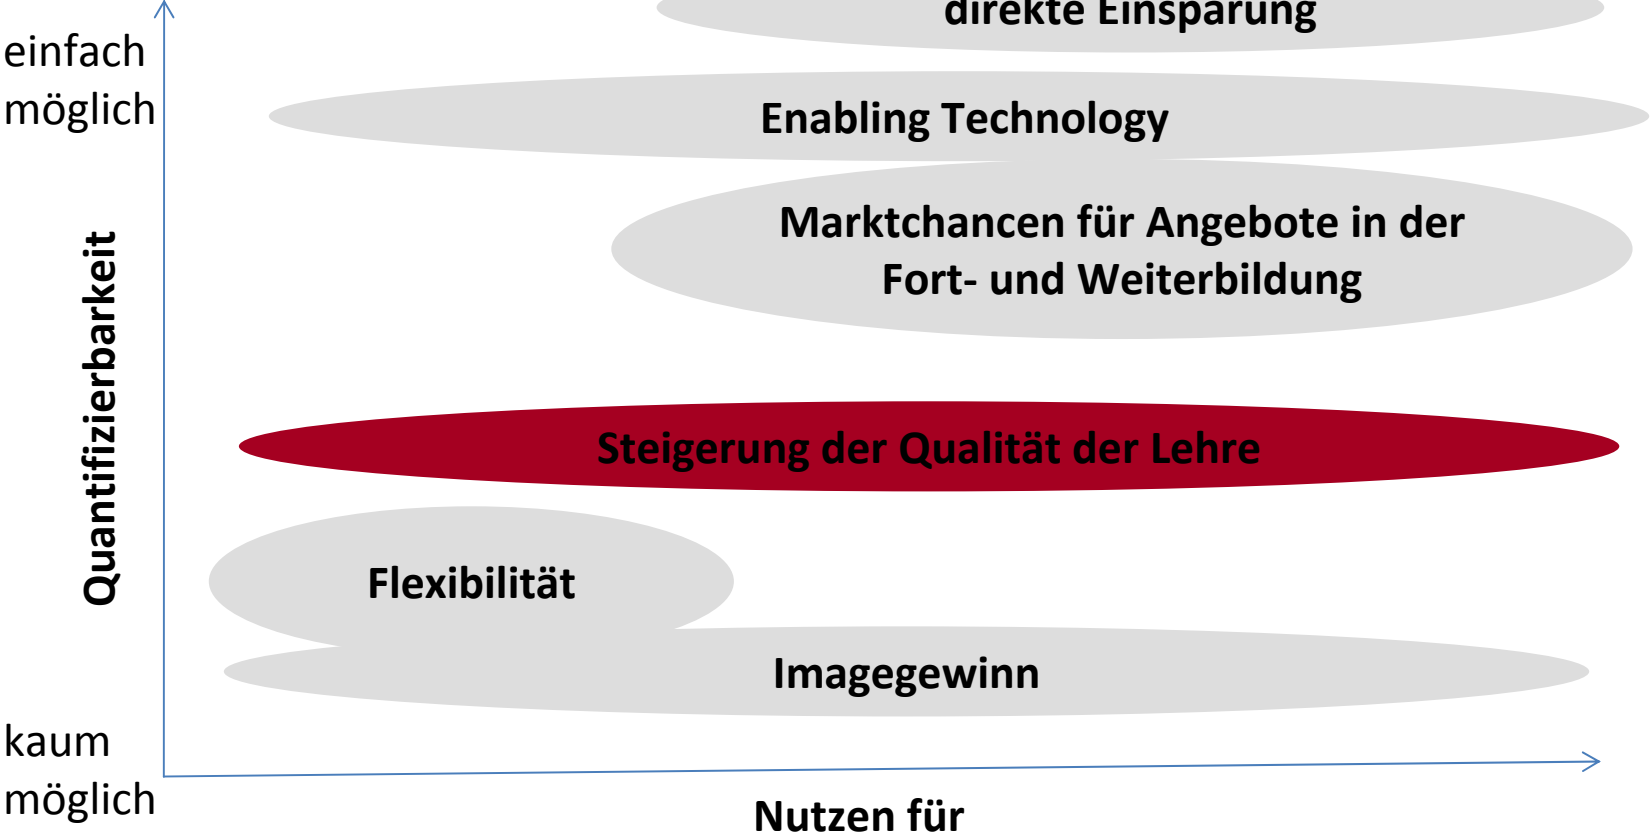 direkte Einsparung
einfach
möglich
Enabling Technology
Marktchancen für Angebote in der
Fort- und Weiterbildung
Quantifizierbarkeit
Steigerung der Qualität der Lehre
Flexibilität
Imagegewinn
kaum
möglich
Nutzen für